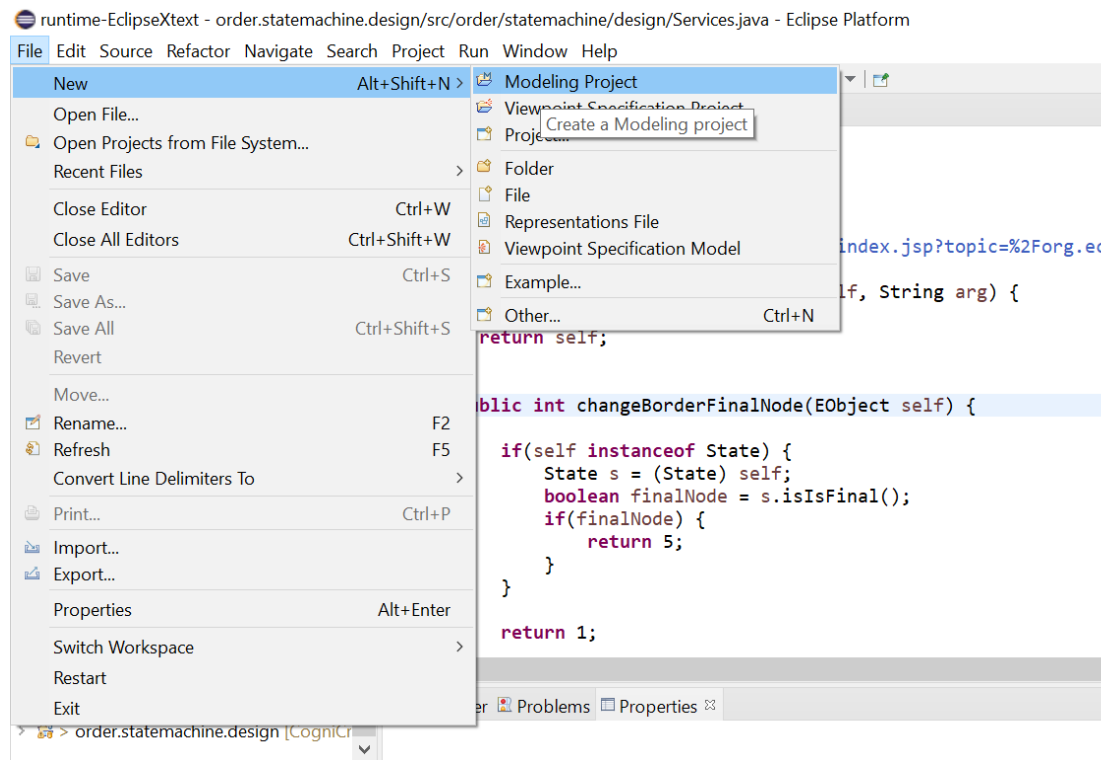 runtime-EclipseXtext - order.statemachine.design/src/order/statemachine/design/Services.java - Eclipse Platform
File Edit Source Refactor Navigate Search Project Run Window Help
New Alt+Shift+N >
Open File...
Open Projects from File System...
Recent Files >
Close Editor Ctrl+W
Close All Editors Ctrl+Shift+W
Save Ctrl+S
Save As...
Save All Ctrl+Shift+S
Revert
Move...
Rename... F2
Refresh F5
Convert Line Delimiters To >
Print... Ctrl+P
Import...
Export...
Properties Alt+Enter
Switch Workspace >
Restart
Exit
Modeling Project
Viewpoint Specification Project
Create a Modeling project
Project...
Folder
File
Representations File
Viewpoint Specification Model
Example...
Other... Ctrl+N
index.jsp?topic=%2Forg.ec
lf, String arg) {
return self;
blic int changeBorderFinalNode(EObject self) {
if(self instanceof State) {
State s = (State) self;
boolean finalNode = s.isIsFinal();
if(finalNode) {
return 5;
}
}
return 1;
er Problems Properties
> order.statemachine.design [CogniCr